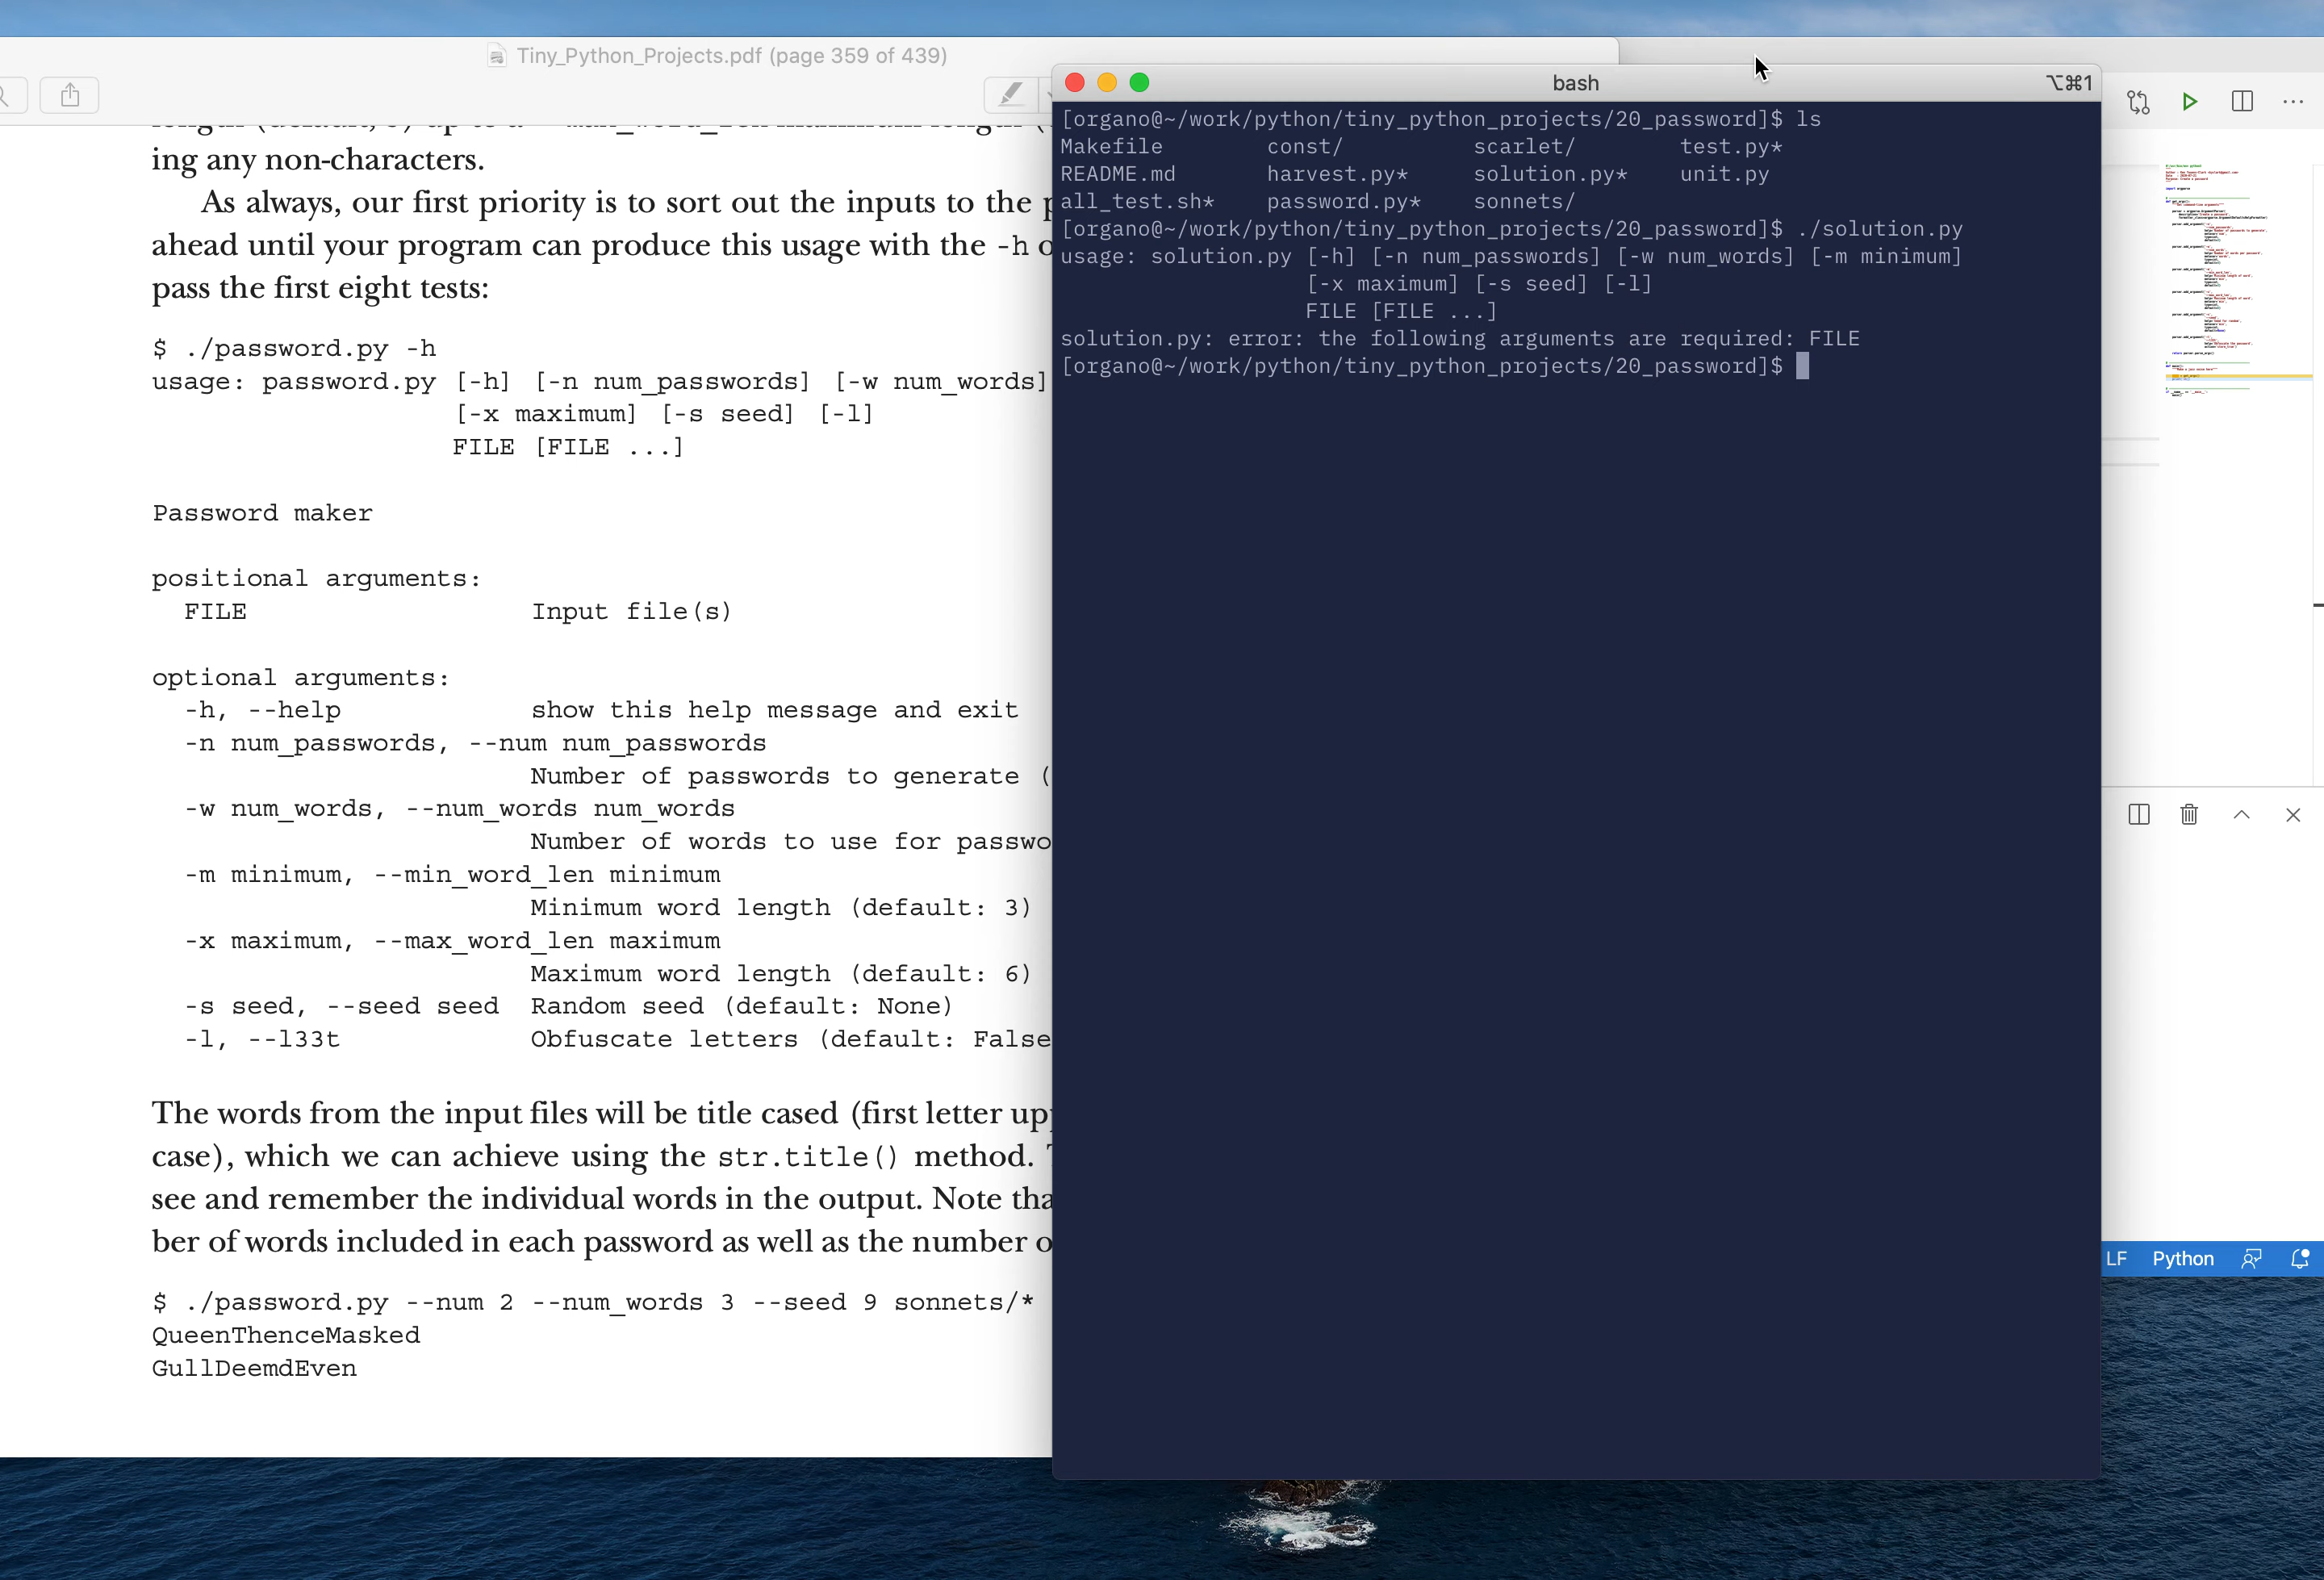 Tiny_Python_Projects.pdf (page 359 of 439)
ing any non-characters.
As always, our first priority is to sort out the inputs to the
ahead until your program can produce this usage with the -h
pass the first eight tests:
$ ./password.py -h
usage: password.py [-h] [-n num_passwords] [-w num_words]
[-x maximum] [-s seed] [-l]
FILE [FILE ...]
Password maker
positional arguments:
FILE Input file(s)
optional arguments:
-h, --help show this help message and exit
-n num_passwords, --num num_passwords
Number of passwords to generate (
-w num_words, --num_words num_words
Number of words to use for passwo
-m minimum, --min_word_len minimum
Minimum word length (default: 3)
-x maximum, --max_word_len maximum
Maximum word length (default: 6)
-s seed, --seed seed Random seed (default: None)
-l, --l33t Obfuscate letters (default: False
The words from the input files will be title cased (first letter upp
case), which we can achieve using the str.title() method.
see and remember the individual words in the output. Note tha
ber of words included in each password as well as the number o
$ ./password.py --num 2 --num_words 3 --seed 9 sonnets/*
QueenThenceMasked
GullDeemdEven
bash
⌥⌘1
[organo@~/work/python/tiny_python_projects/20_password]$ ls
Makefile const/ scarlet/ test.py*
README.md harvest.py* solution.py* unit.py
all_test.sh* password.py* sonnets/
[organo@~/work/python/tiny_python_projects/20_password]$ ./solution.py
usage: solution.py [-h] [-n num_passwords] [-w num_words] [-m minimum]
[-x maximum] [-s seed] [-l]
FILE [FILE ...]
solution.py: error: the following arguments are required: FILE
[organo@~/work/python/tiny_python_projects/20_password]$
LF Python